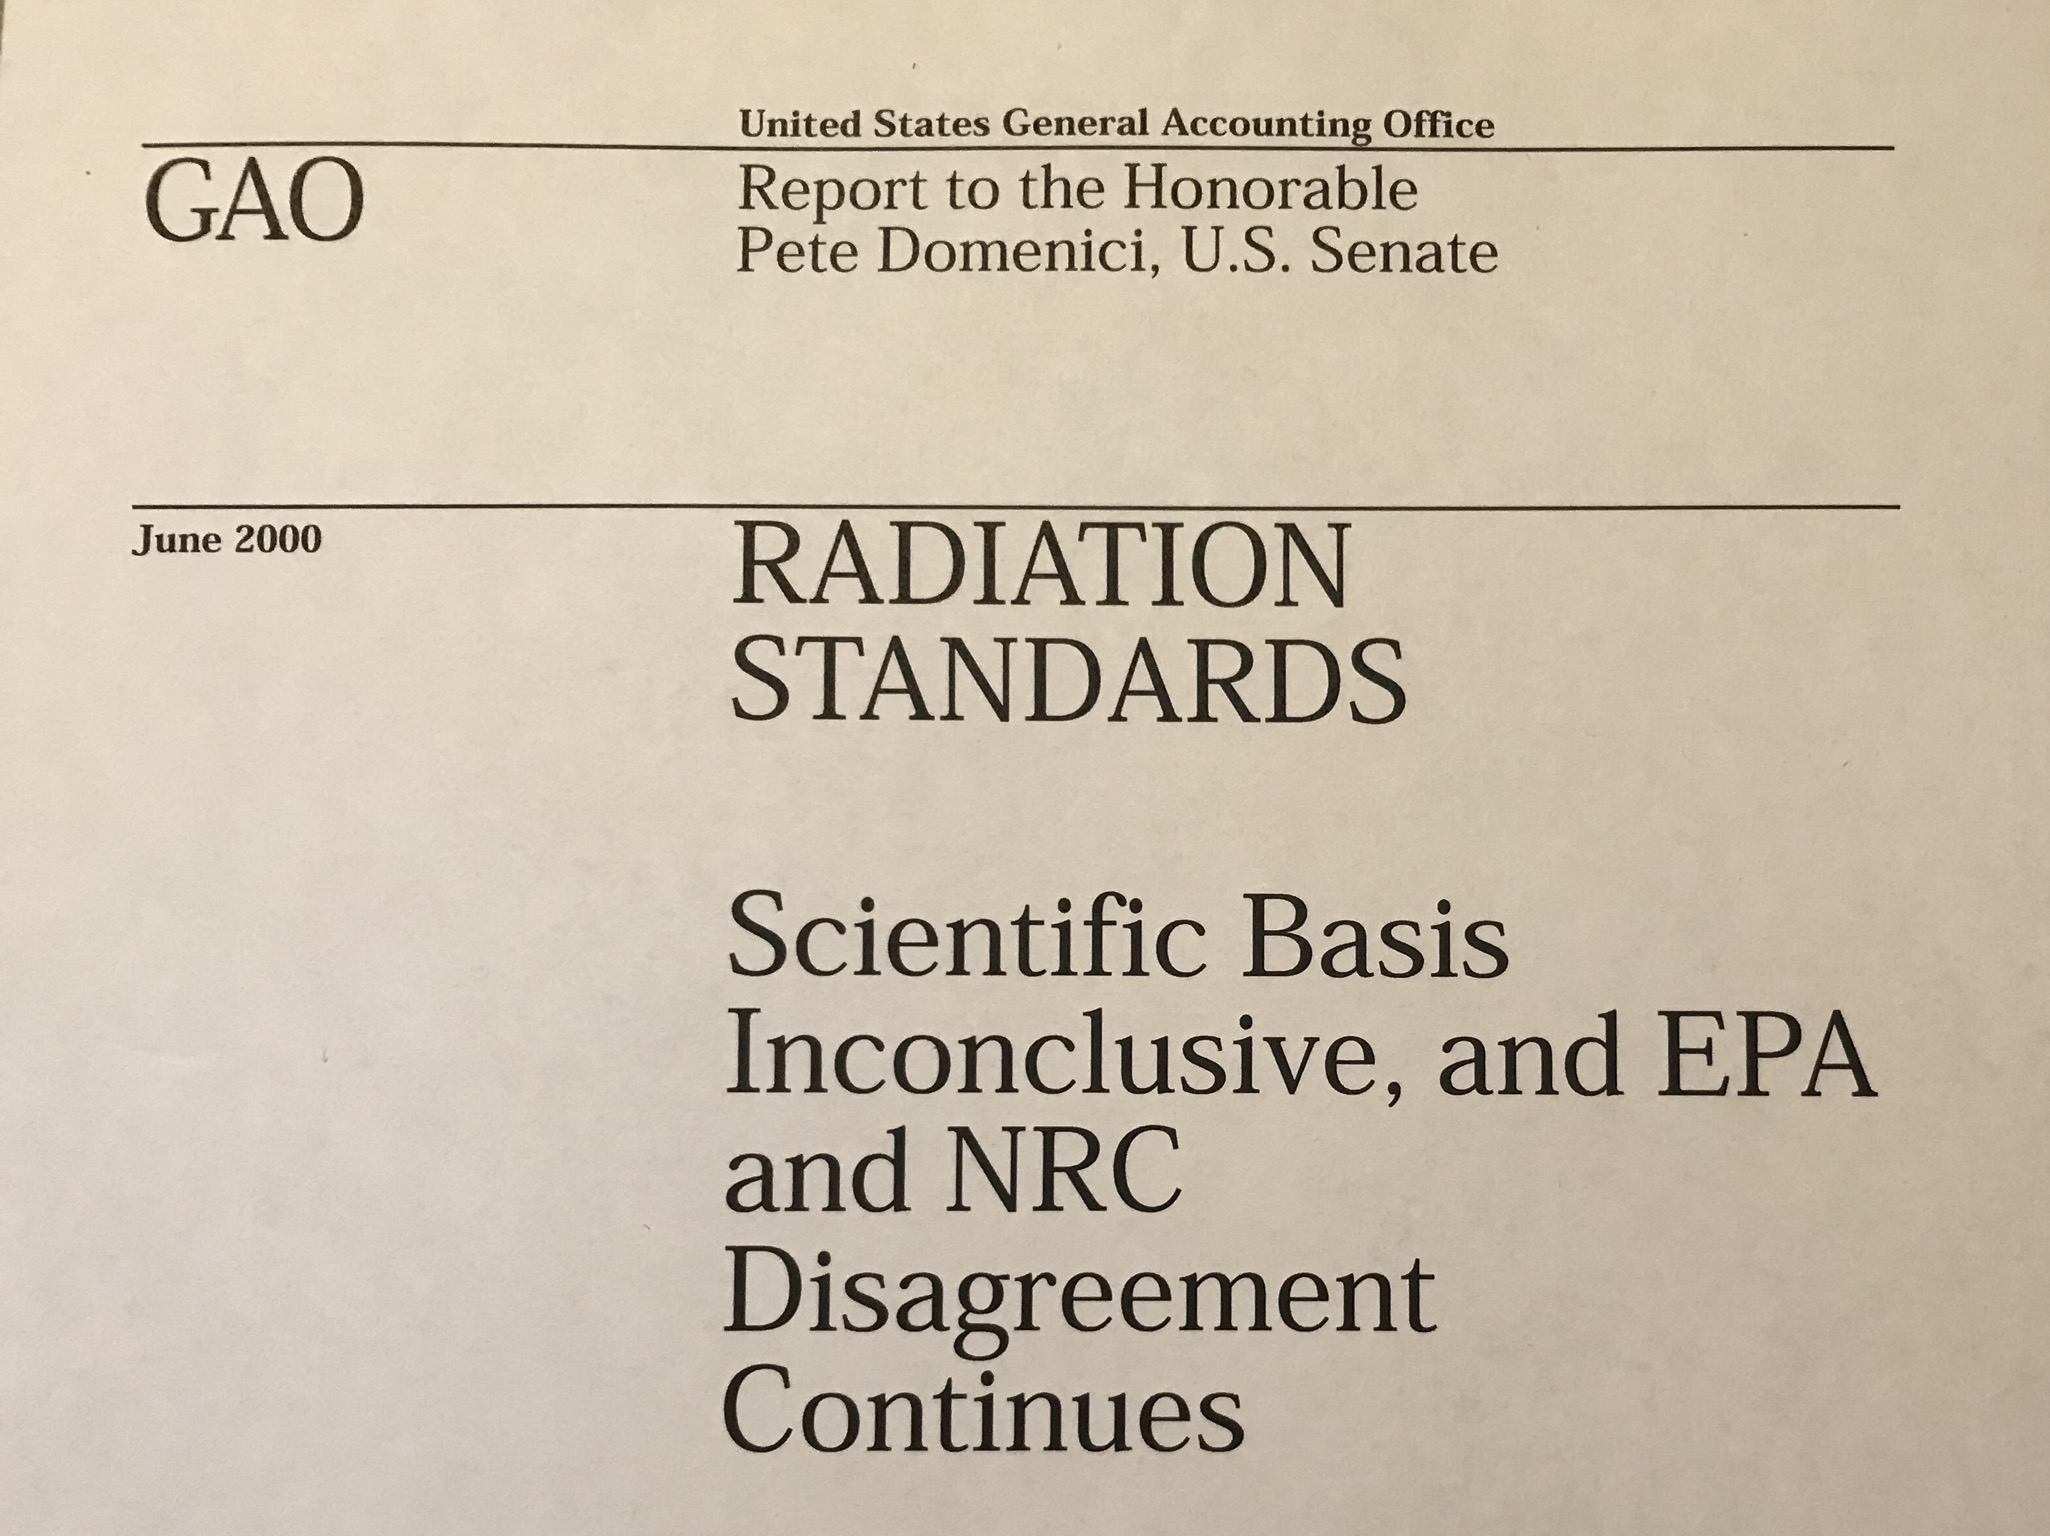 United States General Accounting Office
GAO
Report to the Honorable
Pete Domenici, U.S. Senate
June 2000
RADIATION
STANDARDS
Scientific Basis
Inconclusive, and EPA
and NRC
Disagreement
Continues